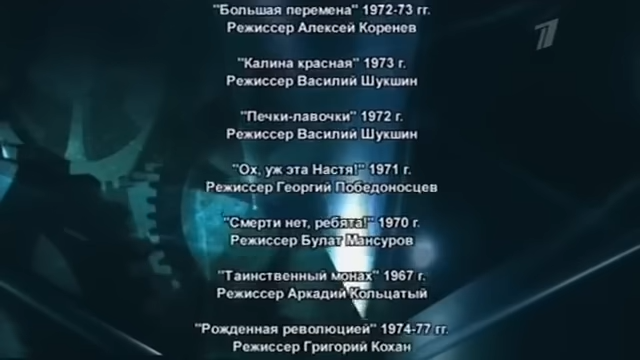 "Большая перемена" 1972-73 гг.
Режиссер Алексей Коренев
"Калина красная" 1973 г.
Режиссер Василий Шукшин
"Печки-лавочки" 1972 г.
Режиссер Василий Шукшин
"Ох, уж эта Настя!" 1971 г.
Режиссер Георгий Победоносцев
"Смерти нет, ребята!" 1970 г.
Режиссер Булат Мансуров
"Таинственный монах" 1967 г.
Режиссер Аркадий Кольцатый
"Рожденная революцией" 1974-77 гг.
Режиссер Григорий Кохан
1